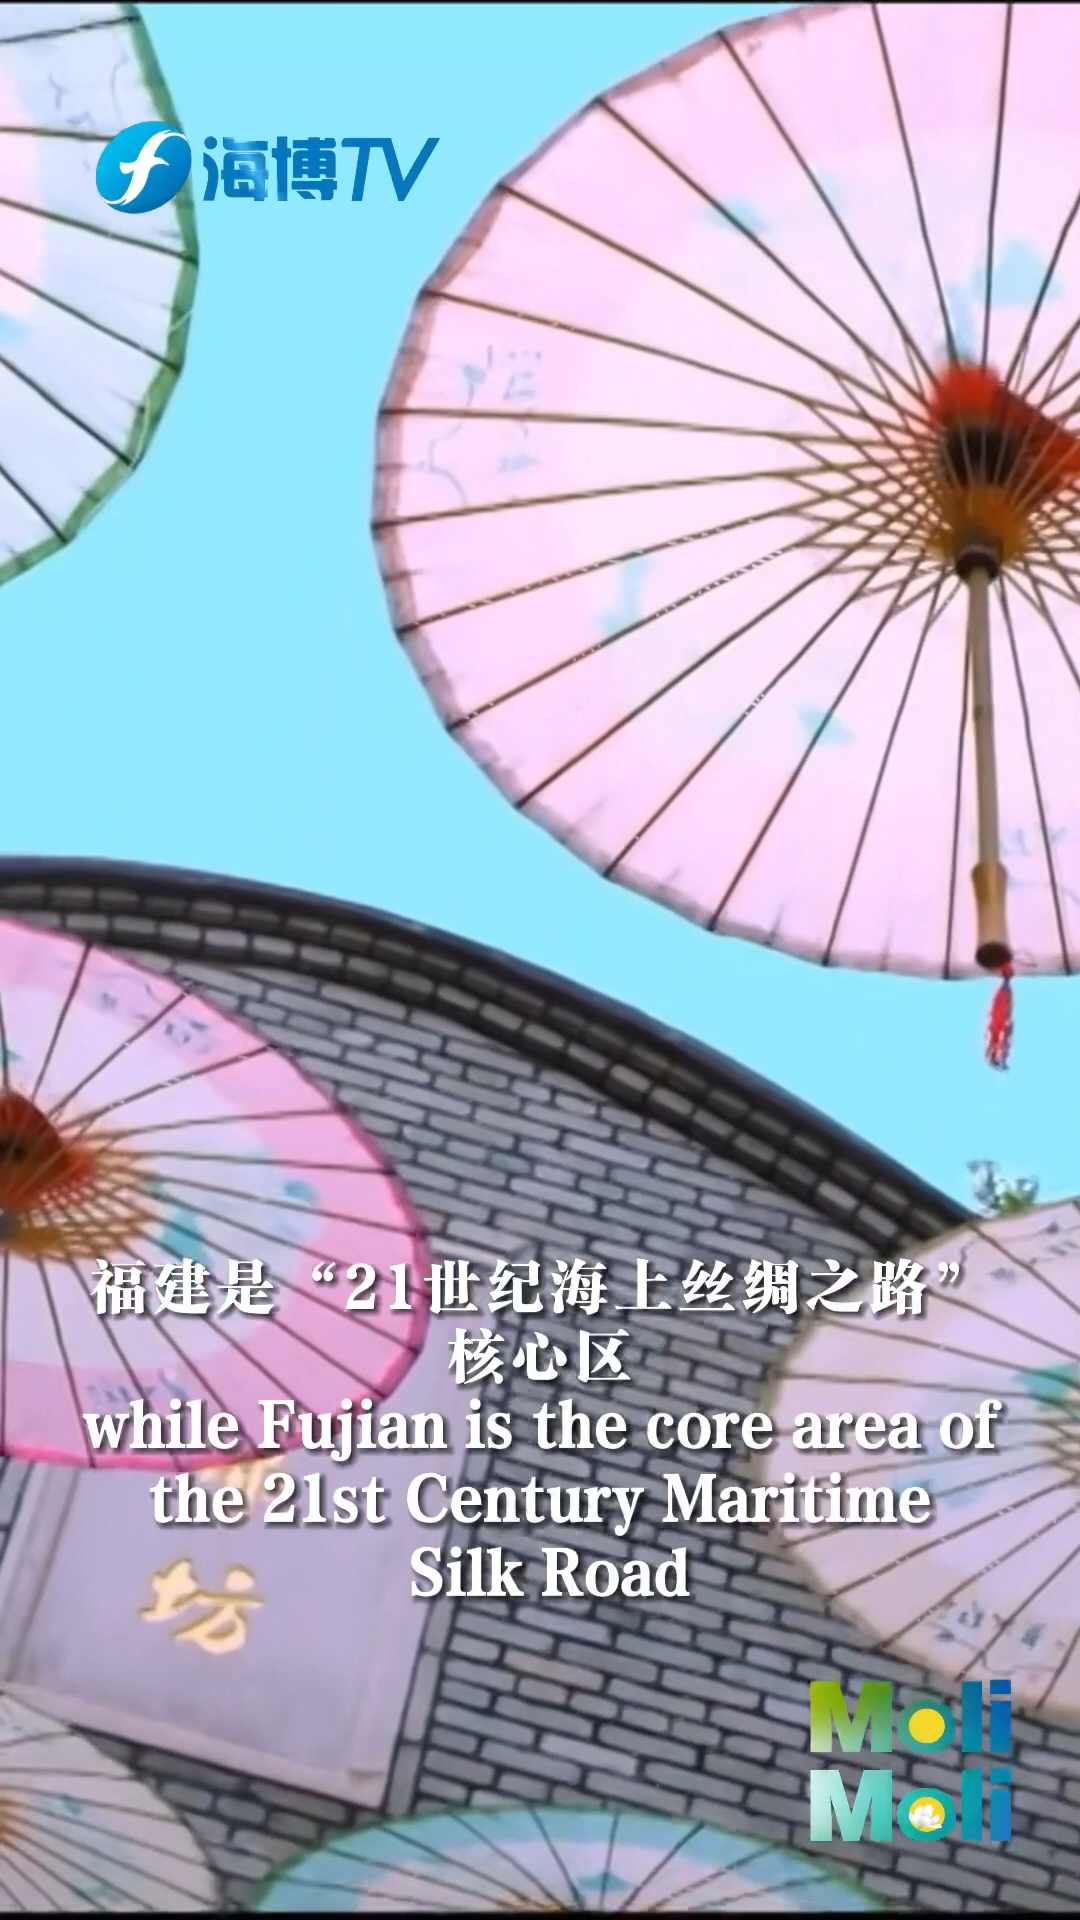 海博TV
福建是“21世纪海上丝绸之路”
核心区
while Fujian is the core area of
the 21st Century Maritime
Silk Road
坊
Moli
Moli